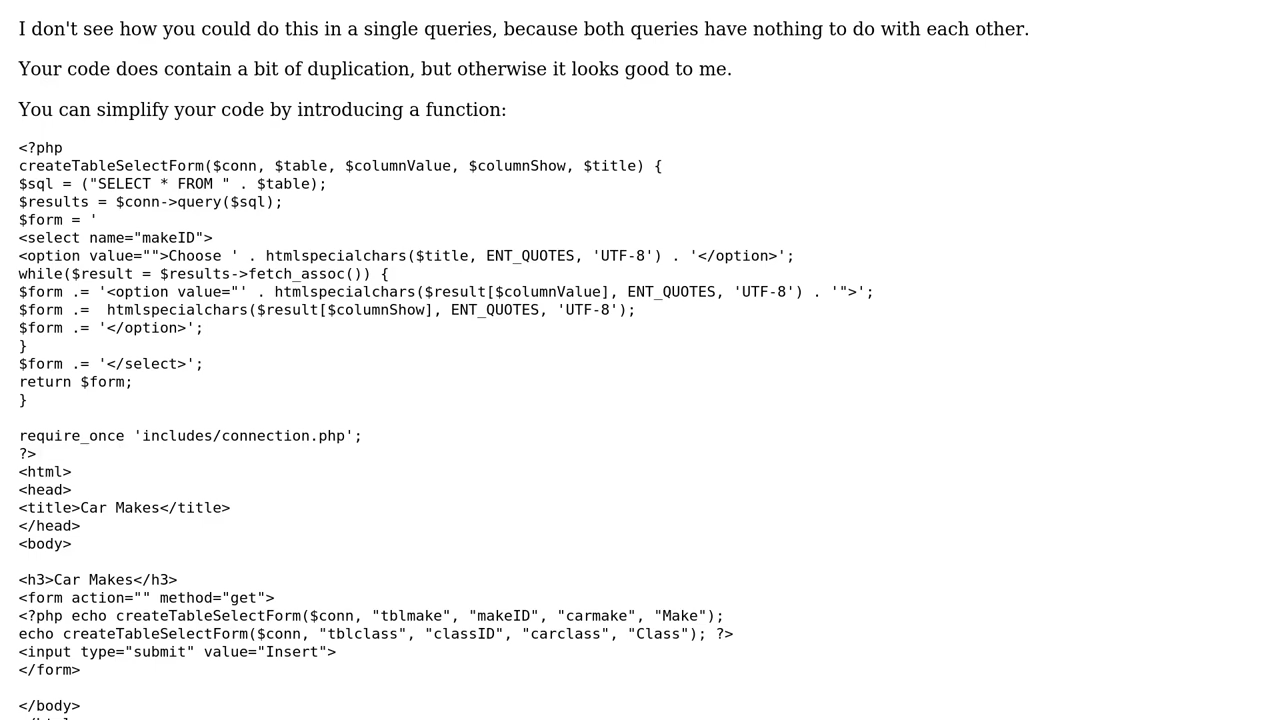 I don't see how you could do this in a single queries, because both queries have nothing to do with each other.
Your code does contain a bit of duplication, but otherwise it looks good to me.
You can simplify your code by introducing a function:
<?php
createTableSelectForm($conn, $table, $columnValue, $columnShow, $title) {
$sql = ("SELECT * FROM " . $table);
$results = $conn->query($sql);
$form = '
<select name="makeID">
<option value="">Choose ' . htmlspecialchars($title, ENT_QUOTES, 'UTF-8') . '</option>';
while($result = $results->fetch_assoc()) {
$form .= '<option value="' . htmlspecialchars($result[$columnValue], ENT_QUOTES, 'UTF-8') . '">';
$form .=  htmlspecialchars($result[$columnShow], ENT_QUOTES, 'UTF-8');
$form .= '</option>';
}
$form .= '</select>';
return $form;
}
require_once 'includes/connection.php';
?>
<html>
<head>
<title>Car Makes</title>
</head>
<body>
<h3>Car Makes</h3>
<form action="" method="get">
<?php echo createTableSelectForm($conn, "tblmake", "makeID", "carmake", "Make");
echo createTableSelectForm($conn, "tblclass", "classID", "carclass", "Class"); ?>
<input type="submit" value="Insert">
</form>
</body>